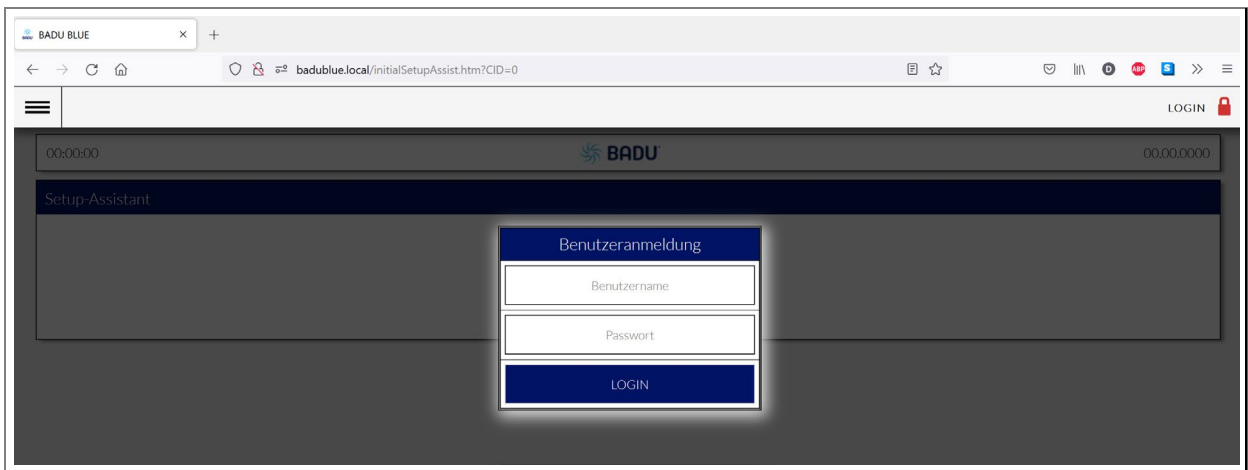 BADU BLUE
badublue.local/initialSetupAssist.htm?CID=0
D ABP S
LOGIN
00:00:00 BADU 00.00.0000
Setup-Assistant
Benutzeranmeldung
Benutzername
Passwort
LOGIN